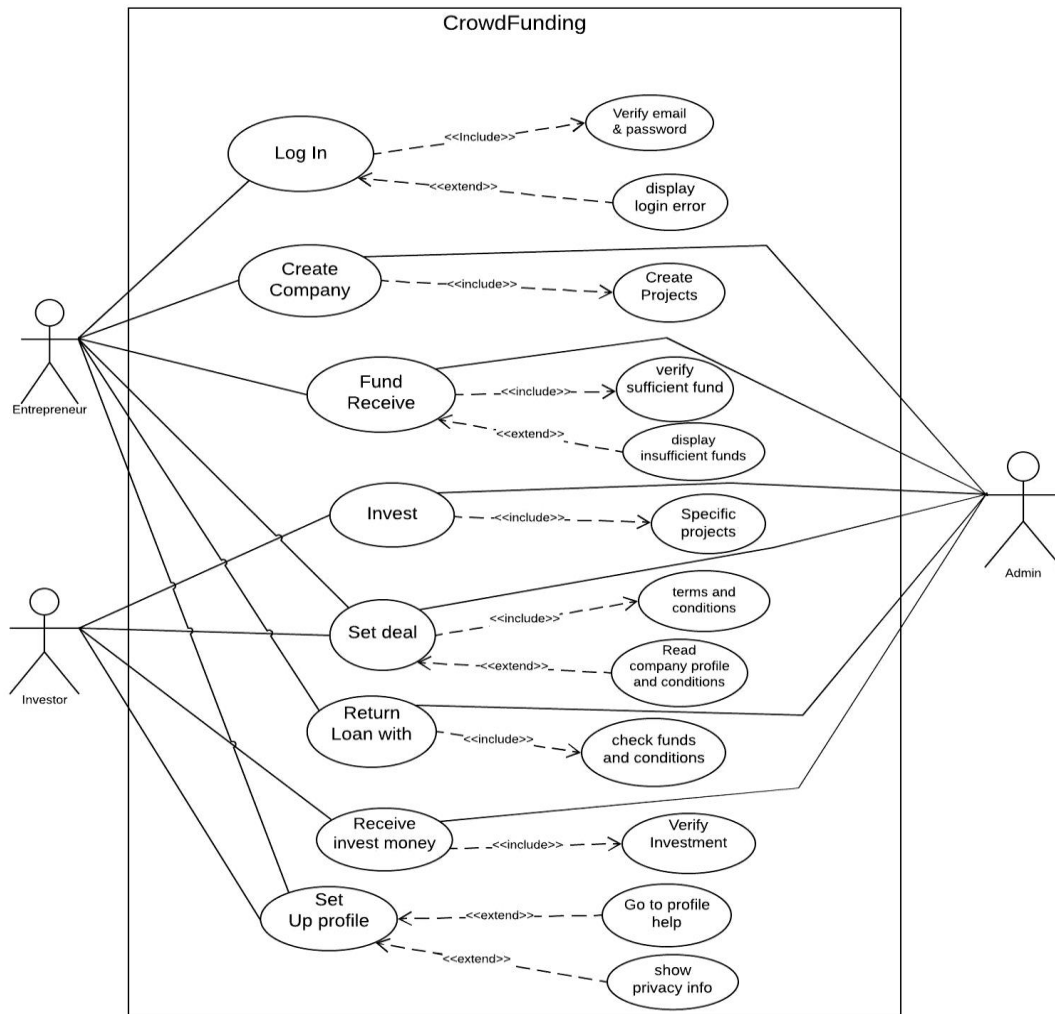 CrowdFunding
Log In
<<Include>>
Verify email
& password
<<extend>>
display
login error
Create
Company
<<include>>
Create
Projects
Entrepreneur
Fund
Receive
<<include>>
verify
sufficient fund
<<extend>>
display
insufficient funds
Invest
<<include>>
Specific
projects
Admin
Investor
Set deal
<<include>>
terms and
conditions
<<extend>>
Read
company profile
and conditions
Return
Loan with
<<include>>
check funds
and conditions
Receive
invest money
<<include>>
Verify
Investment
Set
Up profile
<<extend>>
Go to profile
help
<<extend>>
show
privacy info